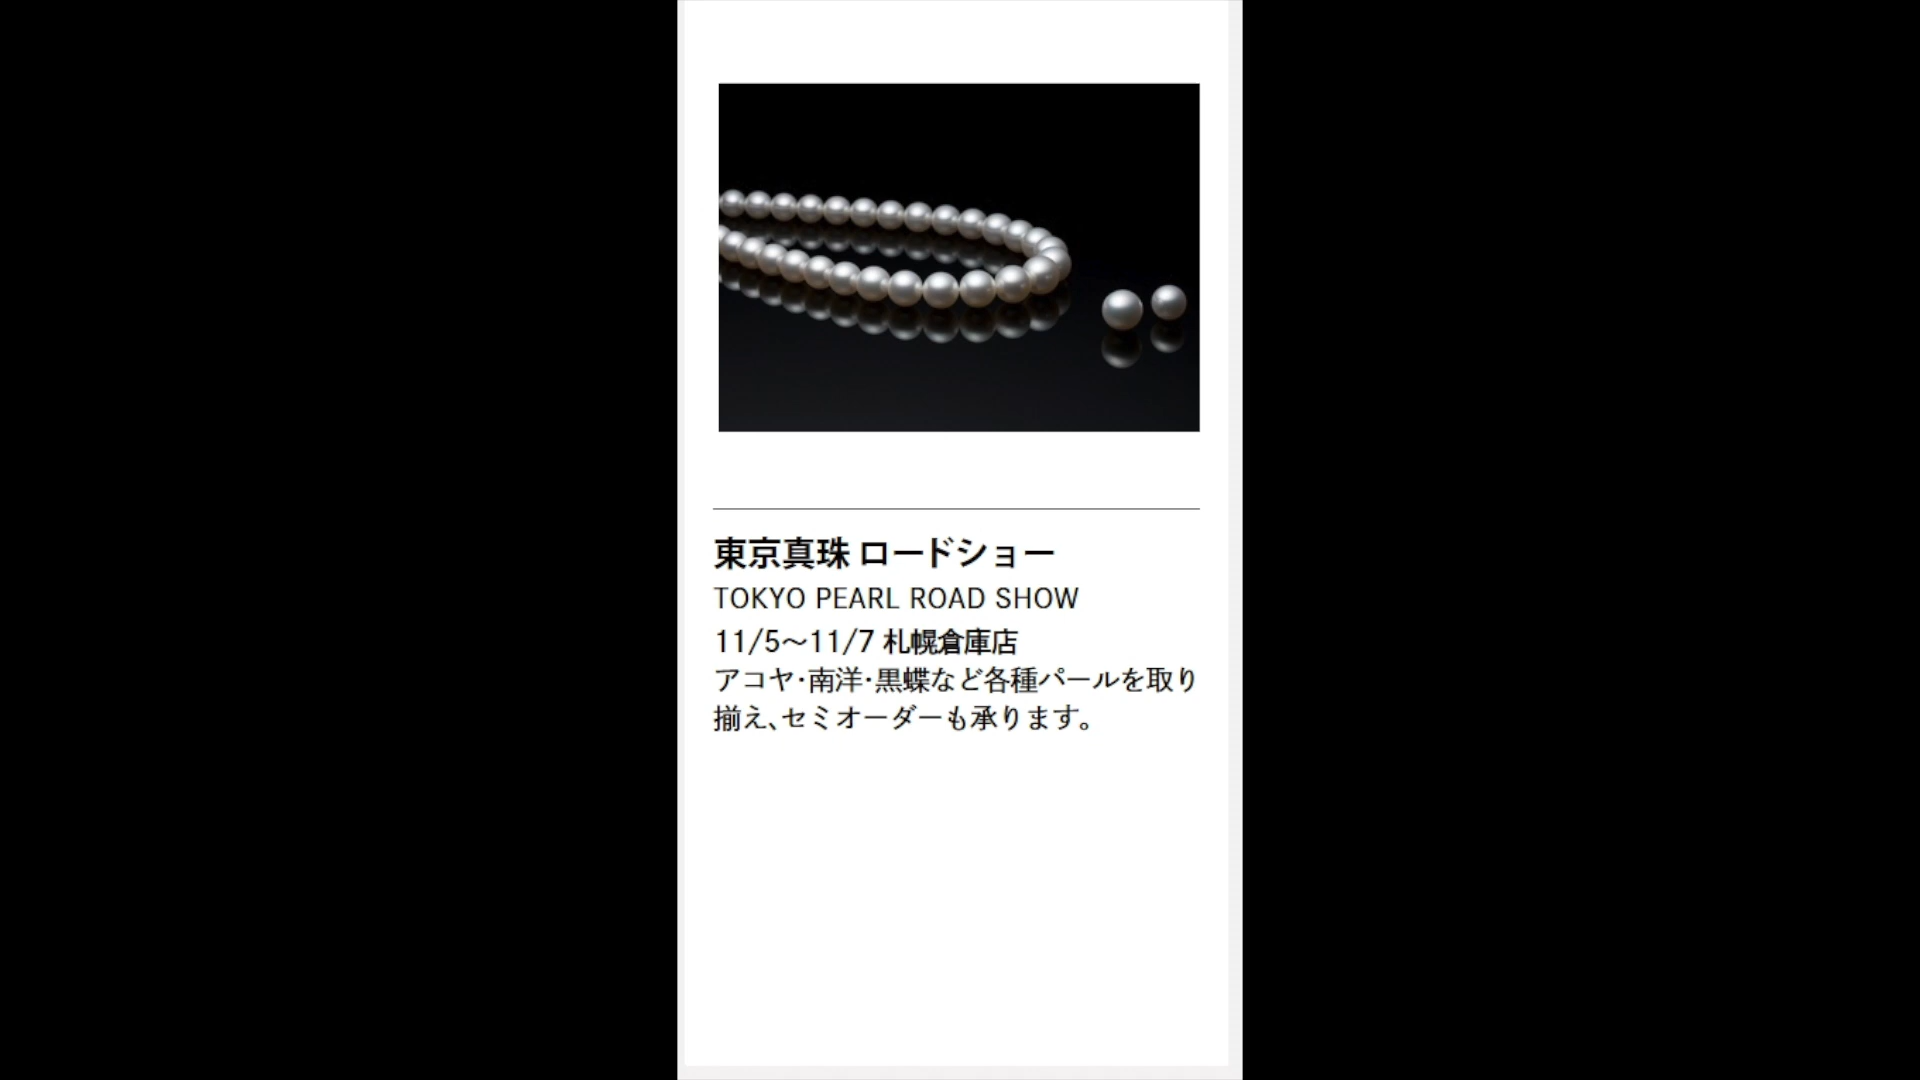 東京真珠 ロードショー
TOKYO PEARL ROAD SHOW
11/5〜11/7 札幌倉庫店
アコヤ･南洋･黒蝶など各種パールを取り
揃え､セミオーダーも承ります｡